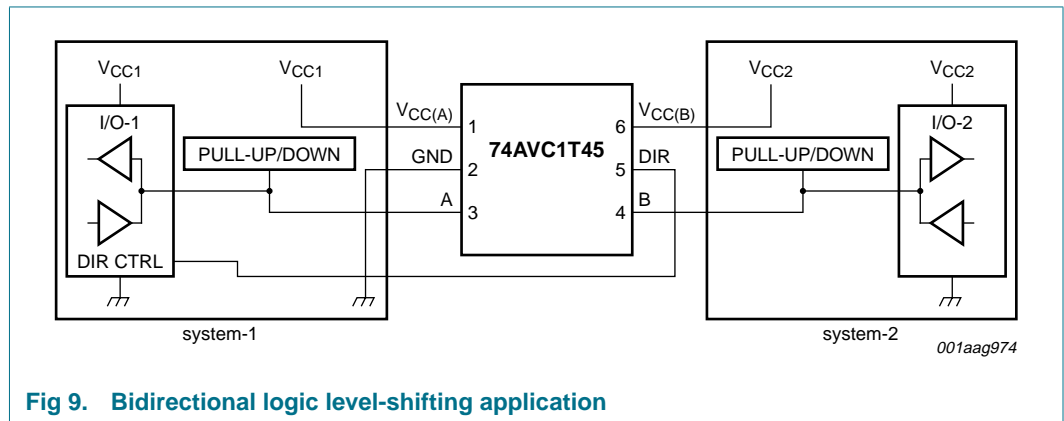 VCC1
VCC1
I/O-1
PULL-UP/DOWN
DIR CTRL
system-1
VCC(A)
1
GND
2
A
3
74AVC1T45
VCC(B)
6
DIR
5
B
4
VCC2
VCC2
I/O-2
PULL-UP/DOWN
system-2
001aag974
Fig 9. Bidirectional logic level-shifting application